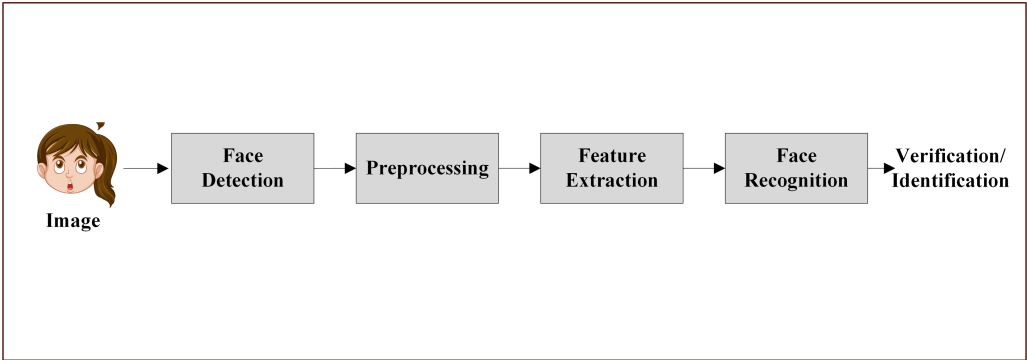 Image
Face
Detection
Preprocessing
Feature
Extraction
Face
Recognition
Verification/
Identification